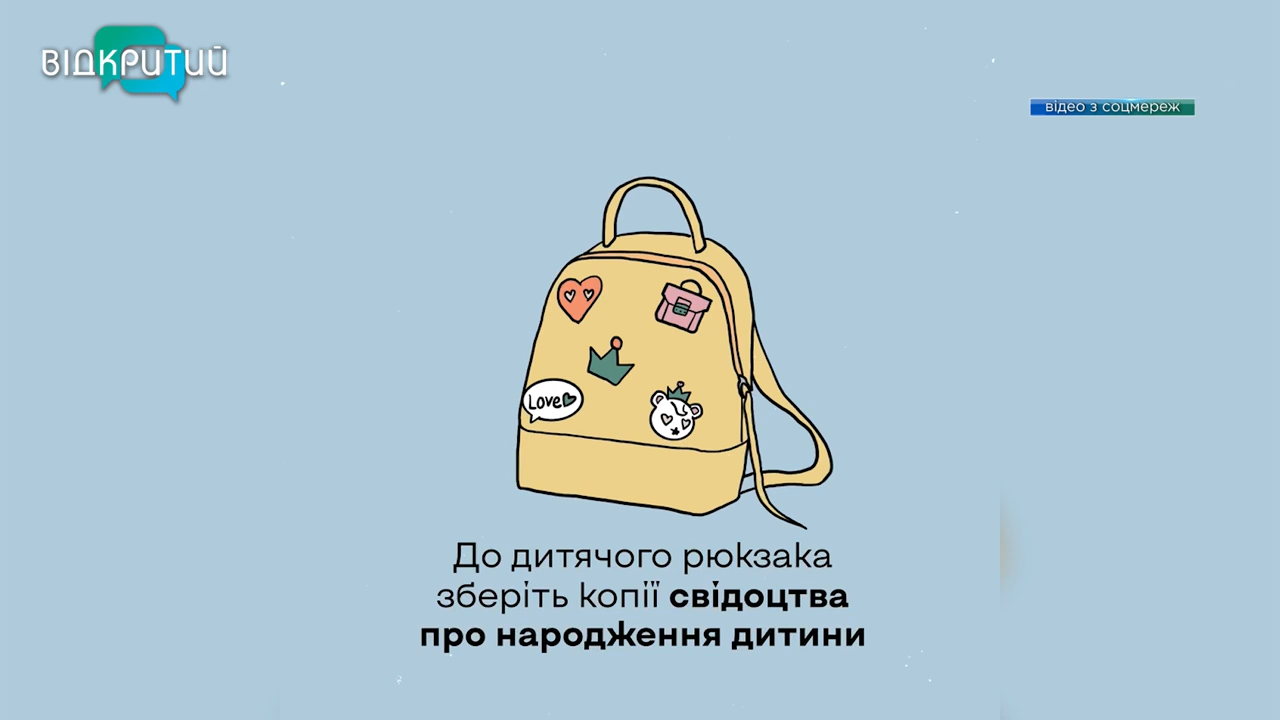 ВІДКРИТИЙ
відео з соцмереж
Love
До дитячого рюкзака
зберіть копії свідоцтва
про народження дитини